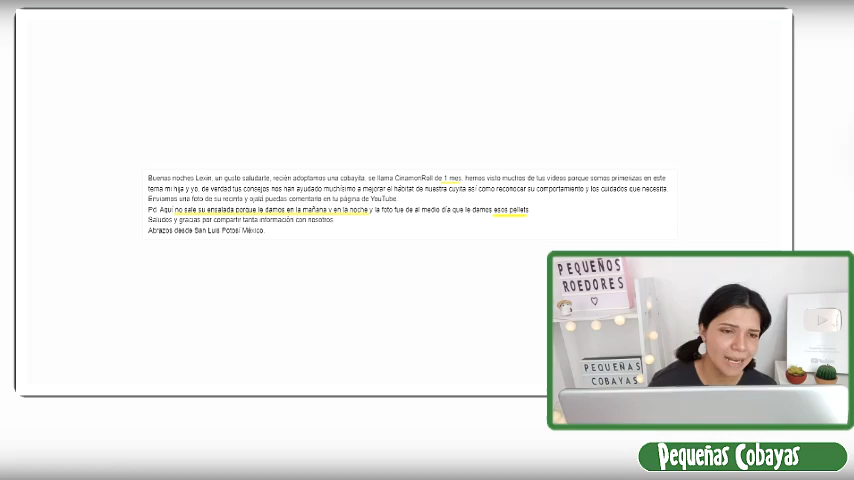 Buenas noches Lexin, un gusto saludarte, recién adoptamos una cobayita, se llama CinamonRoll de 1 mes, hemos visto muchos de tus videos porque somos primerizas en este
tema mi hija y yo, de verdad tus consejos nos han ayudado muchísimo a mejorar el hábitat de nuestra cuyita así como reconocer su comportamiento y los cuidados que necesita.
Enviamos una foto de su recinto y ojalá puedas comentarlo en tu página de YouTube.
Pd. Aquí no sale su ensalada porque le damos en la mañana y en la noche y la foto fue de al medio día que le damos esos pellets
Saludos y gracias por compartir tanta información con nosotros
Abrazos desde San Luis Potosí México.
PEQUEÑOS
ROEDORES
PEQUEÑAS
COBAYAS
Pequeñas Cobayas